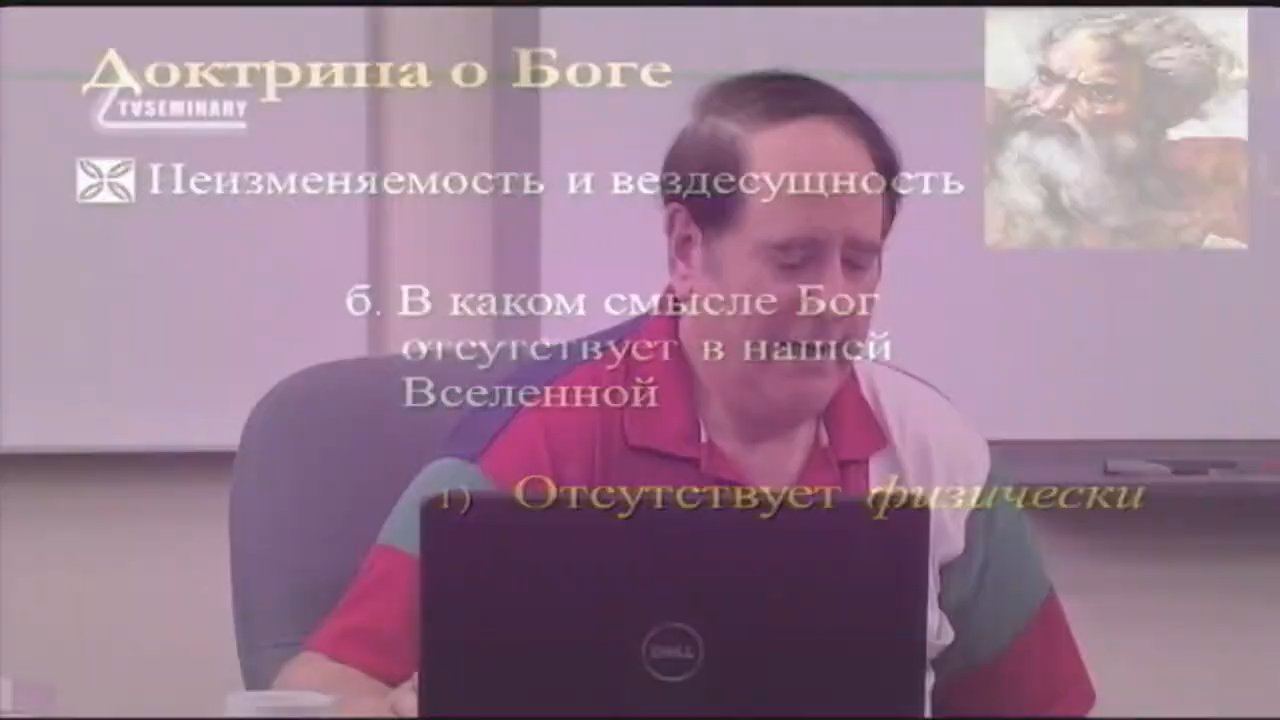 Доктрина о Боге
TVSEMINARY
Неизменяемость и вездесущность
б. В каком смысле Бог
отсутствует в нашей
Вселенной
1) Отсутствует физически
DELL